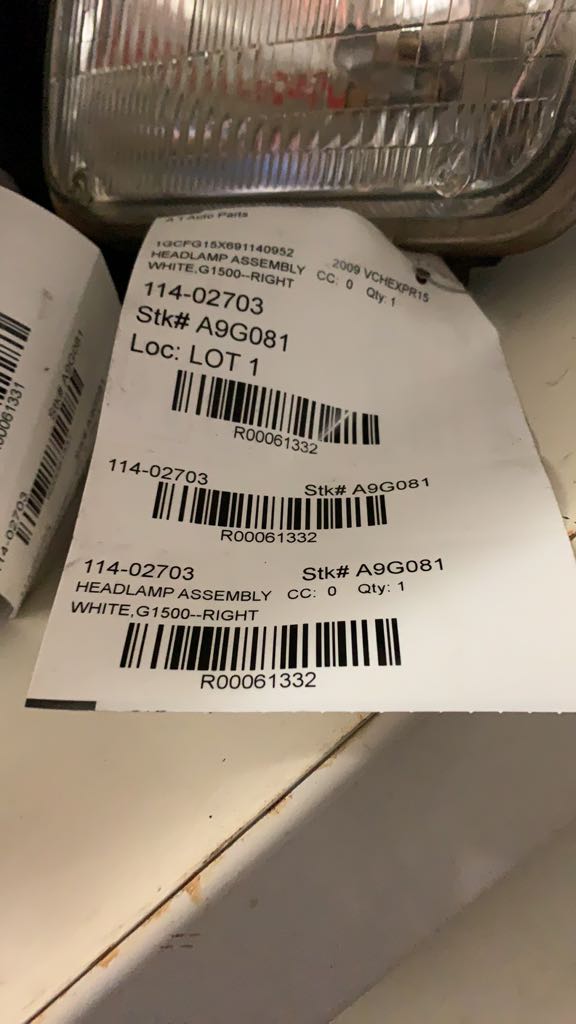 A T Auto Parts
1GCFG15X691140952 2009 VCHEXPR15
HEADLAMP ASSEMBLY CC: 0 Qty: 1
WHITE,G1500--RIGHT
114-02703
Stk# A9G081
Loc: LOT 1
R00061332
114-02703 Stk# A9G081
R00061332
114-02703 Stk# A9G081
HEADLAMP ASSEMBLY CC: 0 Qty: 1
WHITE,G1500--RIGHT
R00061332
R00061331
Stk# A9G081
114-02703